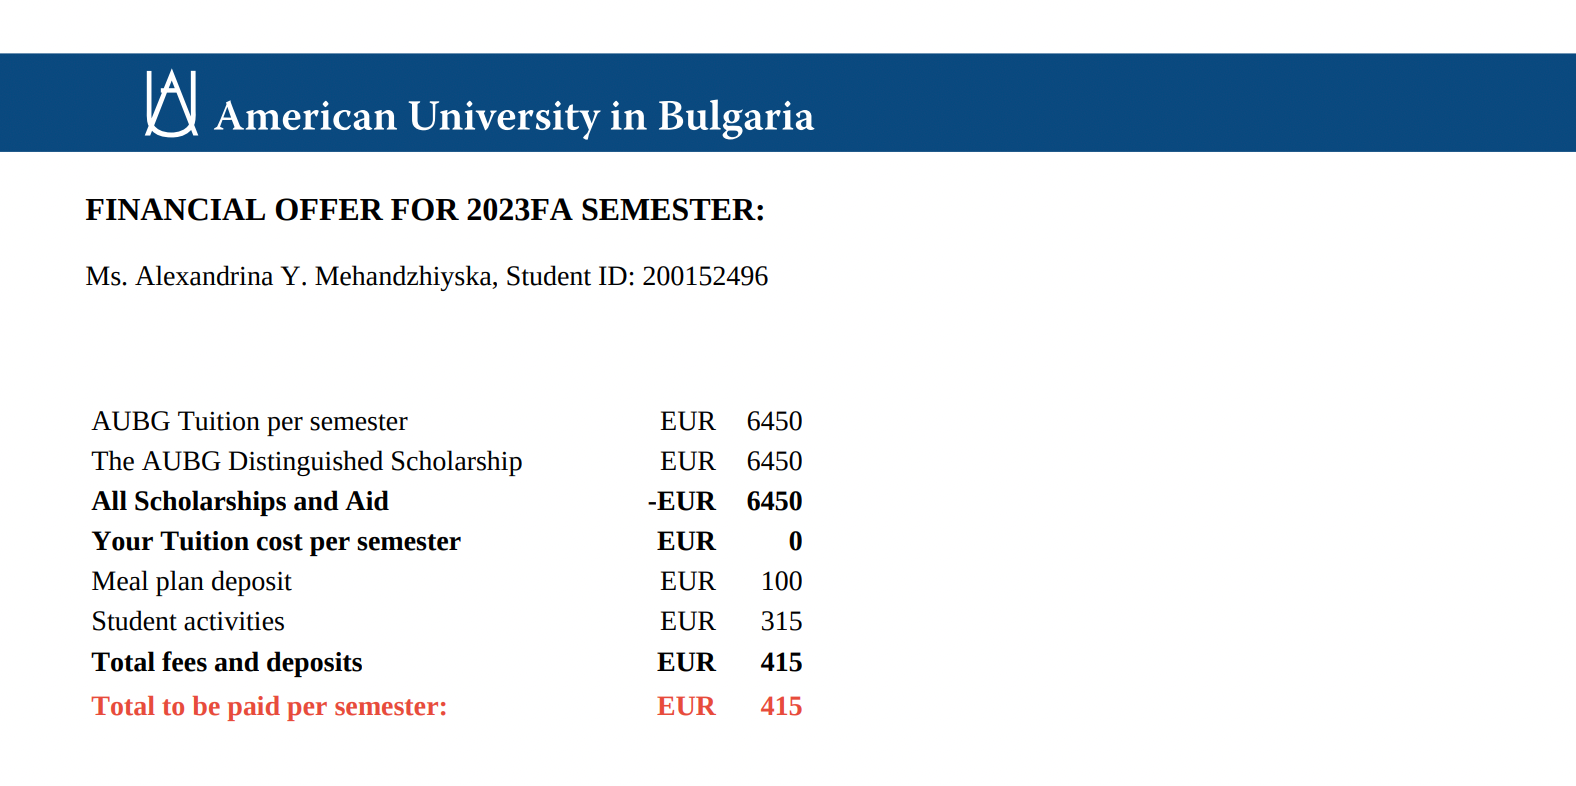 American University in Bulgaria
FINANCIAL OFFER FOR 2023FA SEMESTER:
Ms. Alexandrina Y. Mehandzhiyska, Student ID: 200152496
AUBG Tuition per semester EUR 6450
The AUBG Distinguished Scholarship EUR 6450
All Scholarships and Aid -EUR 6450
Your Tuition cost per semester EUR 0
Meal plan deposit EUR 100
Student activities EUR 315
Total fees and deposits EUR 415
Total to be paid per semester: EUR 415